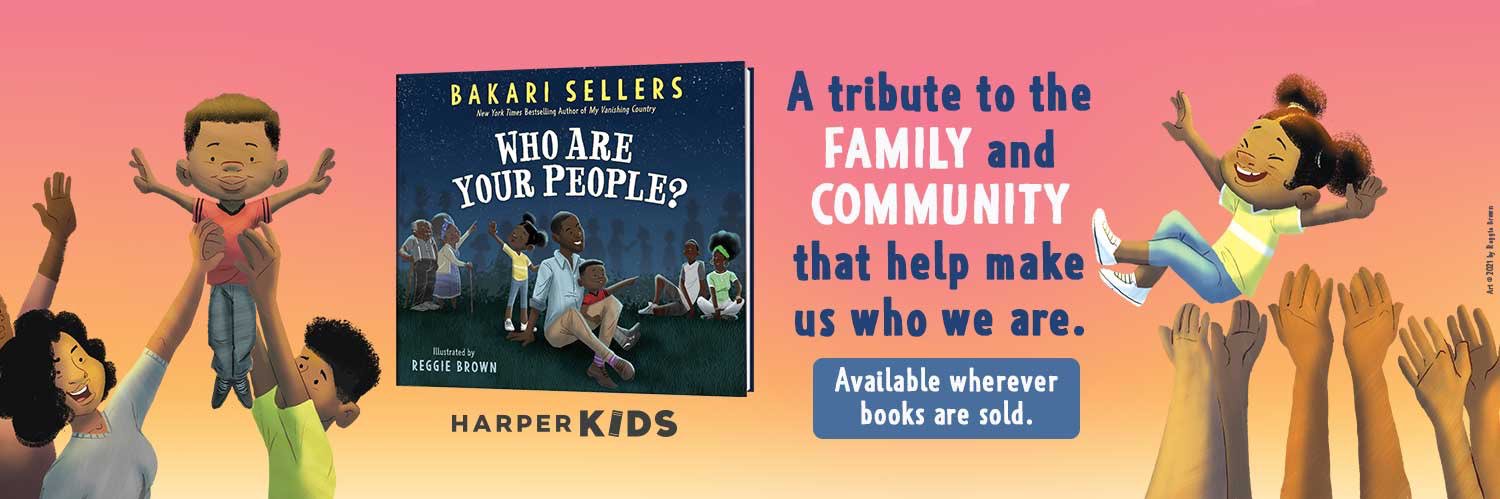 BAKARI SELLERS
New York Times Bestselling Author of My Vanishing Country
WHO ARE
YOUR PEOPLE?
Illustrated by
REGGIE BROWN
HARPER KIDS
A tribute to the
FAMILY and
COMMUNITY
that help make
us who we are.
Available wherever
books are sold.
Art © 2021 by Reggie Brown